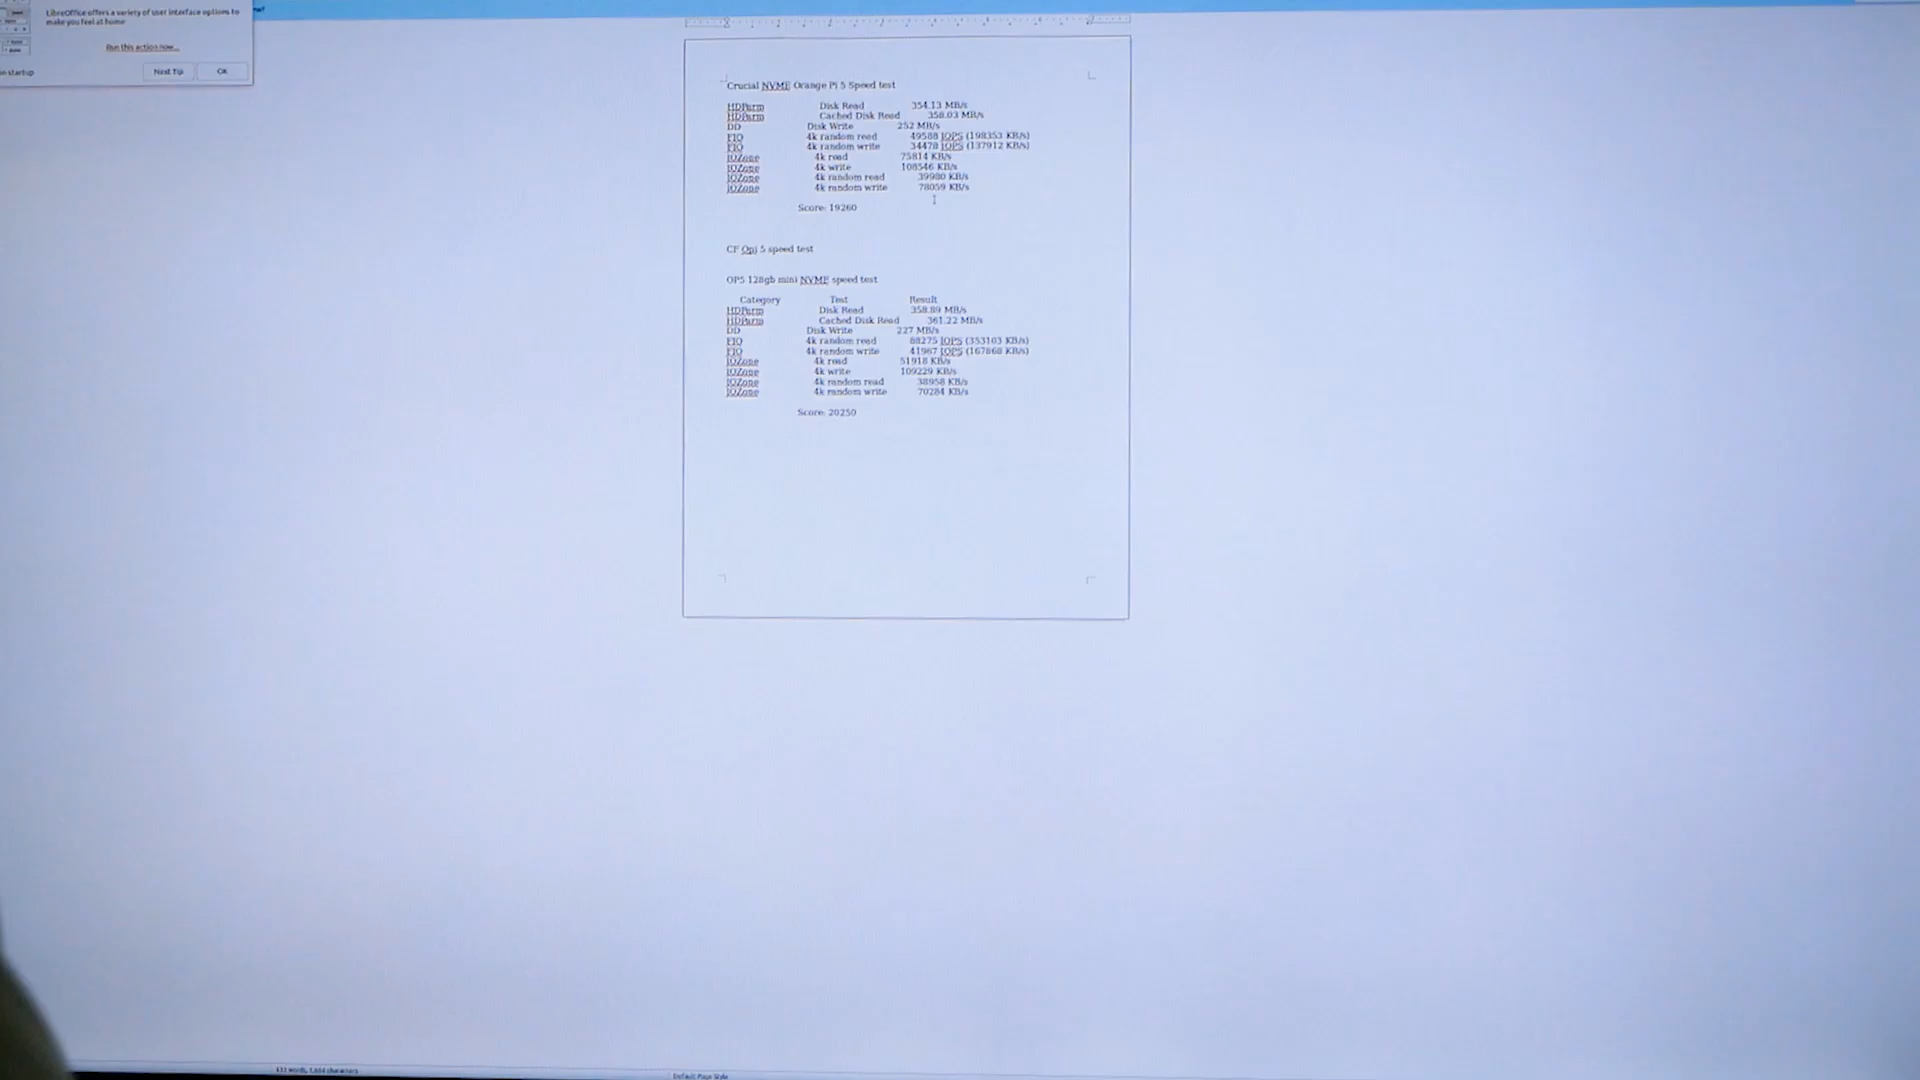 LibreOffice offers a variety of user interface options to
make you feel at home
Run this action now...
on startup
Next Tip
OK
Crucial NVME Orange Pi 5 Speed test
HDParm Disk Read 354.13 MB/s
HDParm Cached Disk Read 358.03 MB/s
DD Disk Write 252 MB/s
FIO 4k random read 49588 IOPS (198353 KB/s)
FIO 4k random write 34478 IOPS (137912 KB/s)
IOZone 4k read 75814 KB/s
IOZone 4k write 108546 KB/s
IOZone 4k random read 39980 KB/s
IOZone 4k random write 78059 KB/s
Score: 19260
CF Opi 5 speed test
OP5 128gb mini NVME speed test
Category Test Result
HDParm Disk Read 358.89 MB/s
HDParm Cached Disk Read 361.22 MB/s
DD Disk Write 227 MB/s
FIO 4k random read 88275 IOPS (353103 KB/s)
FIO 4k random write 41967 IOPS (167868 KB/s)
IOZone 4k read 51918 KB/s
IOZone 4k write 109229 KB/s
IOZone 4k random read 38958 KB/s
IOZone 4k random write 70284 KB/s
Score: 20250
words, characters
Default Page Style